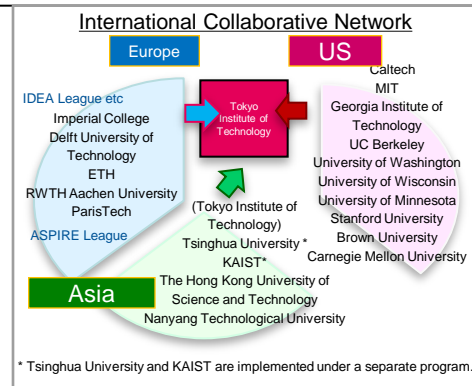 International Collaborative Network
Europe
US
Tokyo
Institute of
Technology
IDEA League etc
Imperial College
Delft University of
Technology
ETH
RWTH Aachen University
ParisTech
ASPIRE League
Caltech
MIT
Georgia Institute of
Technology
UC Berkeley
University of Washington
University of Wisconsin
University of Minnesota
Stanford University
Brown University
Carnegie Mellon University
Asia
(Tokyo Institute of
Technology)
Tsinghua University *
KAIST*
The Hong Kong University of
Science and Technology
Nanyang Technological University
* Tsinghua University and KAIST are implemented under a separate program.